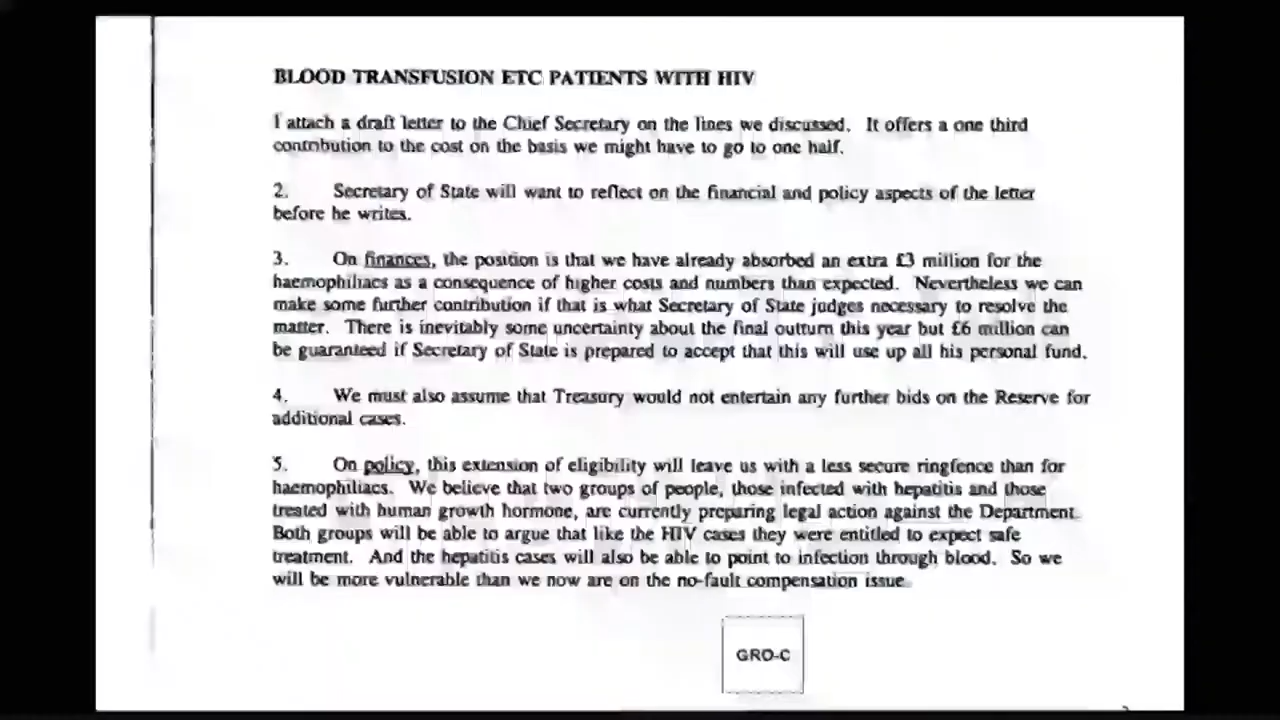 BLOOD TRANSFUSION ETC PATIENTS WITH HIV
I attach a draft letter to the Chief Secretary on the lines we discussed. It offers a one third
contribution to the cost on the basis we might have to go to one half.
2. Secretary of State will want to reflect on the financial and policy aspects of the letter
before he writes.
3. On finances, the position is that we have already absorbed an extra £3 million for the
haemophiliacs as a consequence of higher costs and numbers than expected. Nevertheless we can
make some further contribution if that is what Secretary of State judges necessary to resolve the
matter. There is inevitably some uncertainty about the final outturn this year but £6 million can
be guaranteed if Secretary of State is prepared to accept that this will use up all his personal fund.
4. We must also assume that Treasury would not entertain any further bids on the Reserve for
additional cases.
5. On policy, this extension of eligibility will leave us with a less secure ringfence than for
haemophiliacs. We believe that two groups of people, those infected with hepatitis and those
treated with human growth hormone, are currently preparing legal action against the Department.
Both groups will be able to argue that like the HIV cases they were entitled to expect safe
treatment. And the hepatitis cases will also be able to point to infection through blood. So we
will be more vulnerable than we now are on the no-fault compensation issue.
GRO-C